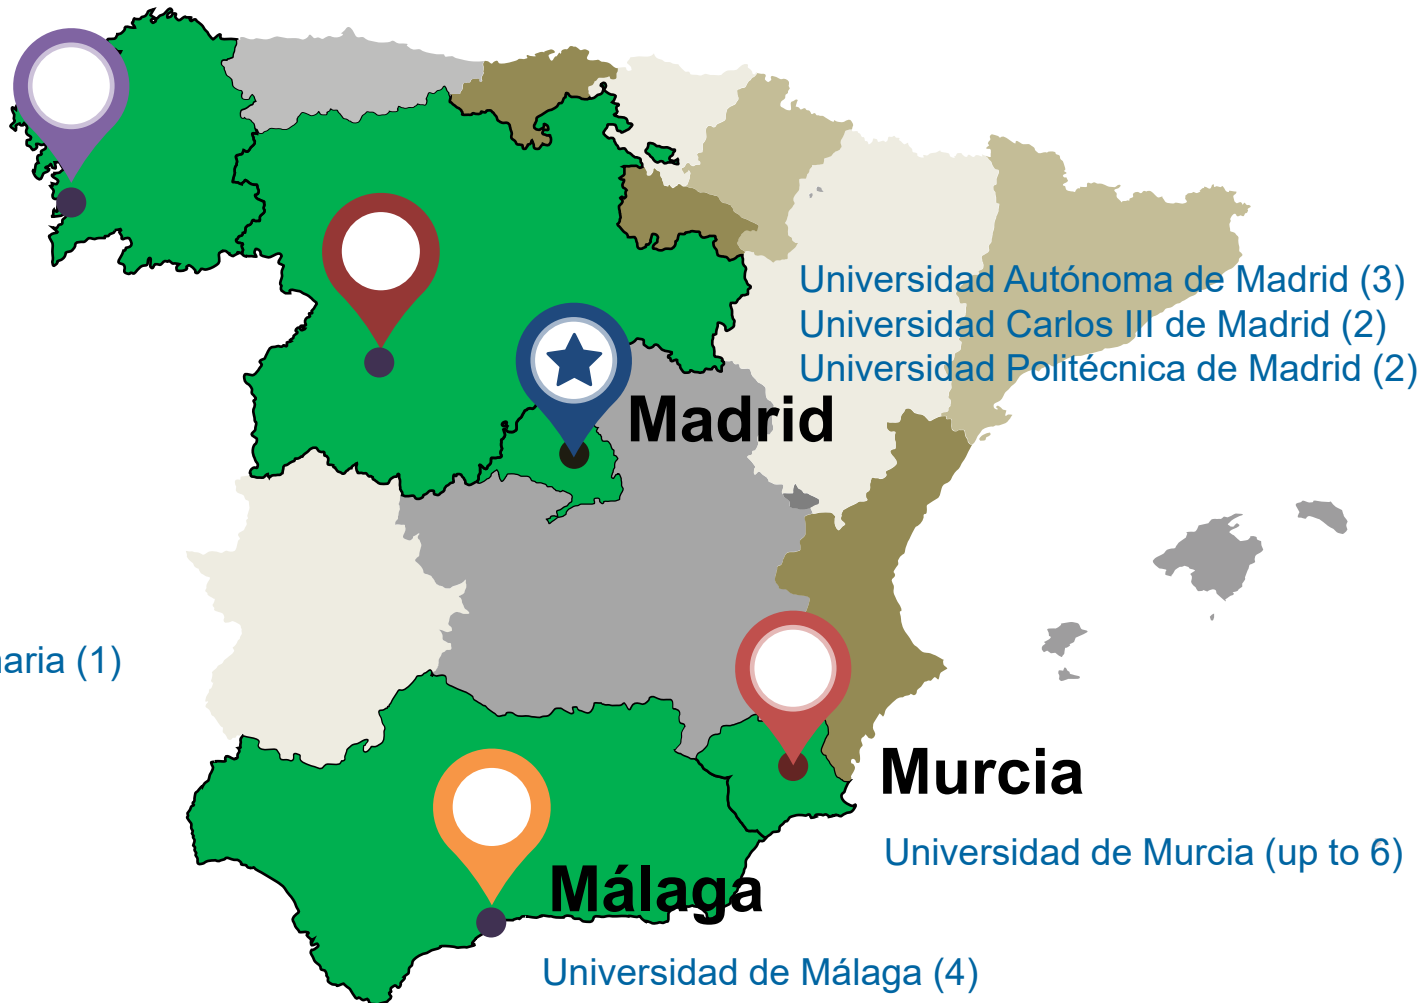 Universidad Autónoma de Madrid (3)
Universidad Carlos III de Madrid (2)
Universidad Politécnica de Madrid (2)
Madrid
(1)
Murcia
Universidad de Murcia (up to 6)
Málaga
Universidad de Málaga (4)